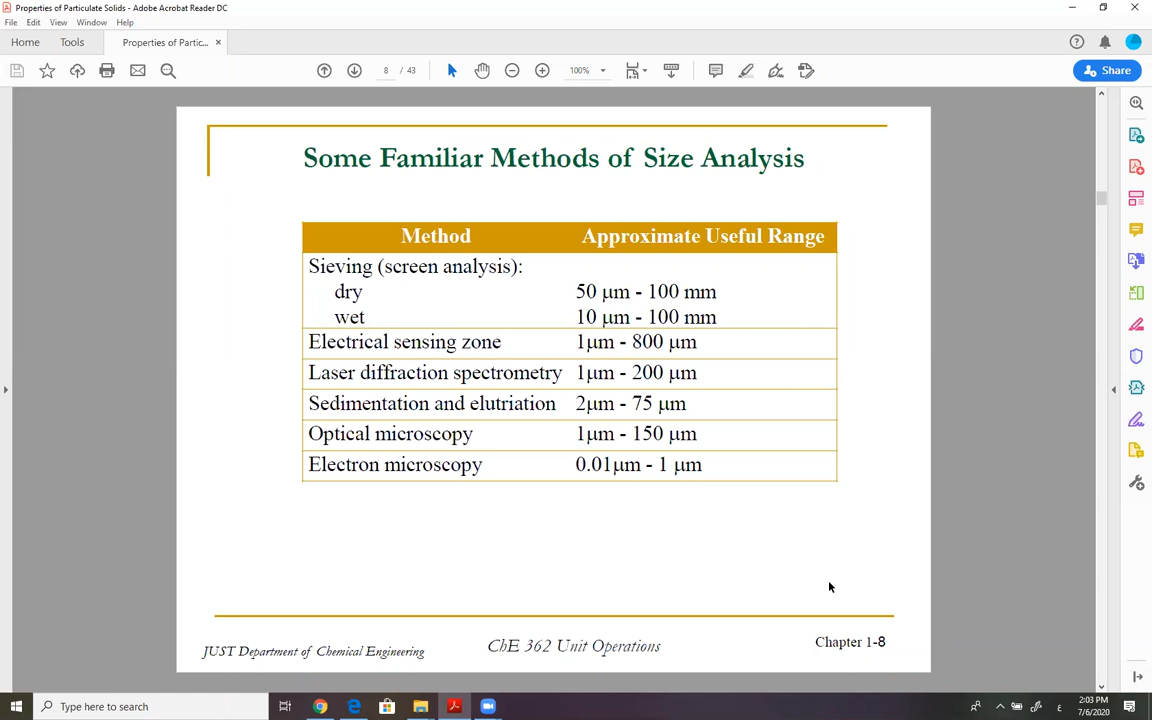 Properties of Particulate Solids - Adobe Acrobat Reader DC
File Edit View Window Help
Home Tools Properties of Partic... ×
8 / 43 100% Share
Some Familiar Methods of Size Analysis
Method Approximate Useful Range
Sieving (screen analysis):
dry 50 μm - 100 mm
wet 10 μm - 100 mm
Electrical sensing zone 1μm - 800 μm
Laser diffraction spectrometry 1μm - 200 μm
Sedimentation and elutriation 2μm - 75 μm
Optical microscopy 1μm - 150 μm
Electron microscopy 0.01μm - 1 μm
JUST Department of Chemical Engineering ChE 362 Unit Operations Chapter 1-8
Type here to search ع 2:03 PM
7/6/2020